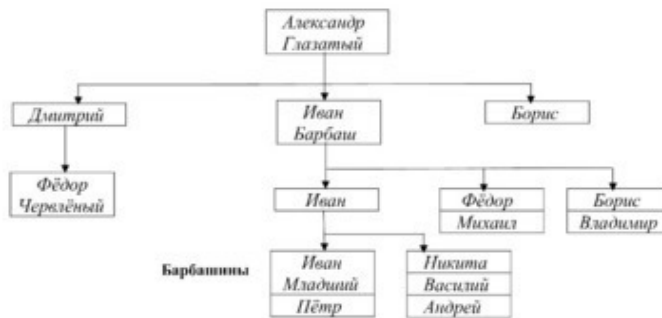 Александр
Глазатый
Дмитрий
Иван
Барбаш
Борис
Фёдор
Червлёный
Иван
Фёдор
Михаил
Борис
Владимир
Барбашины
Иван
Младший
Пётр
Никита
Василий
Андрей